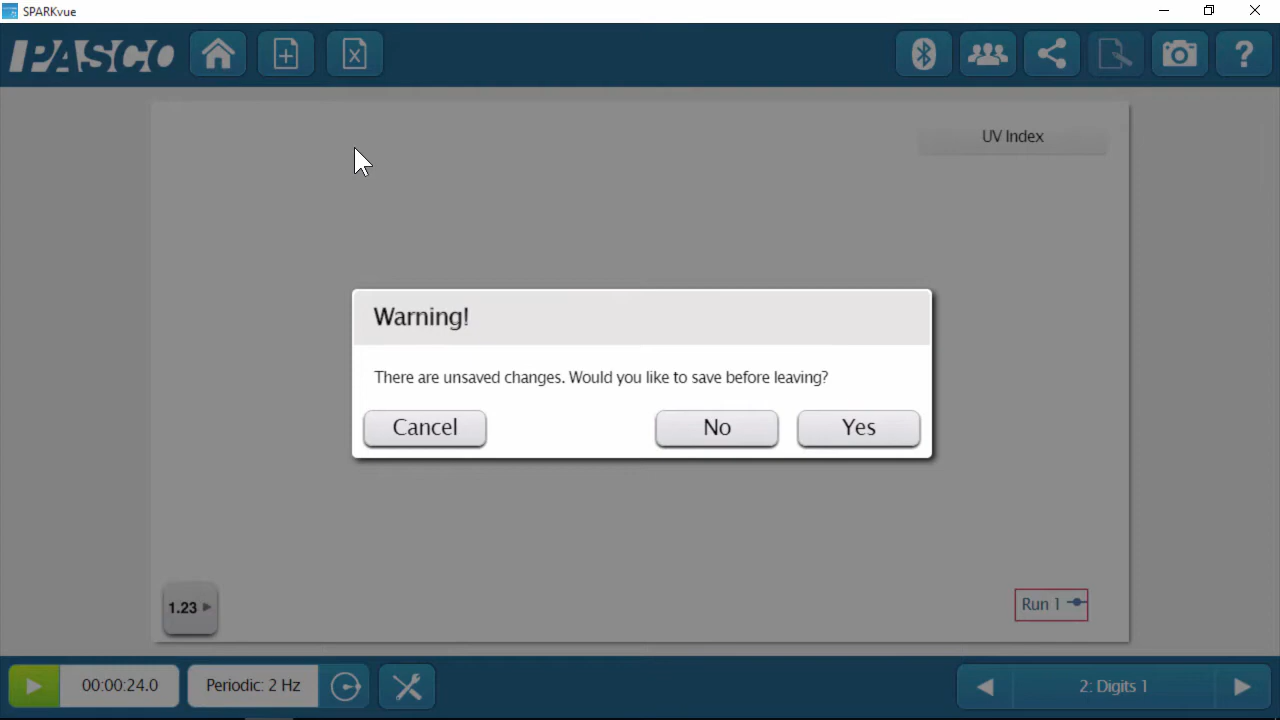 SPARKvue
PASCO
UV Index
Warning!
There are unsaved changes. Would you like to save before leaving?
Cancel
No
Yes
1.23
Run 1
00:00:24.0
Periodic: 2 Hz
2: Digits 1